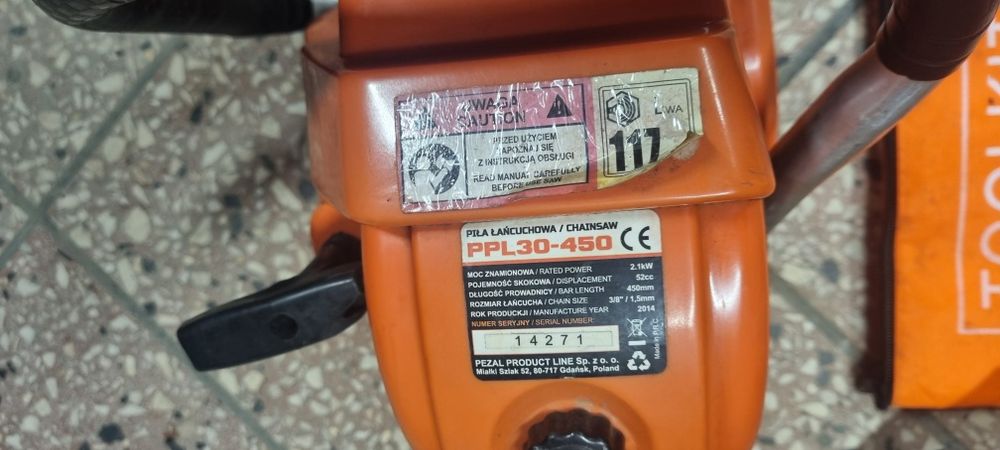 UWAGA
CAUTION
PRZED UŻYCIEM
ZAPOZNAJ SIĘ
Z INSTRUKCJĄ OBSŁUGI
READ MANUAL CAREFULLY
BEFORE USE SAW
LWA
117
PIŁA ŁAŃCUCHOWA / CHAINSAW
PPL30-450 CE
MOC ZNAMIONOWA / RATED POWER 2.1kW
POJEMNOŚĆ SKOKOWA / DISPLACEMENT 52cc
DŁUGOŚĆ PROWADNICY / BAR LENGTH 450mm
ROZMIAR ŁAŃCUCHA / CHAIN SIZE 3/8" / 1,5mm
ROK PRODUKCJI / MANUFACTURE YEAR 2014
NUMER SERYJNY / SERIAL NUMBER:
14271
Made in P.R.C.
PEZAL PRODUCT LINE Sp. z o. o.
Miałki Szlak 52, 80-717 Gdańsk, Poland
TOOL KIT